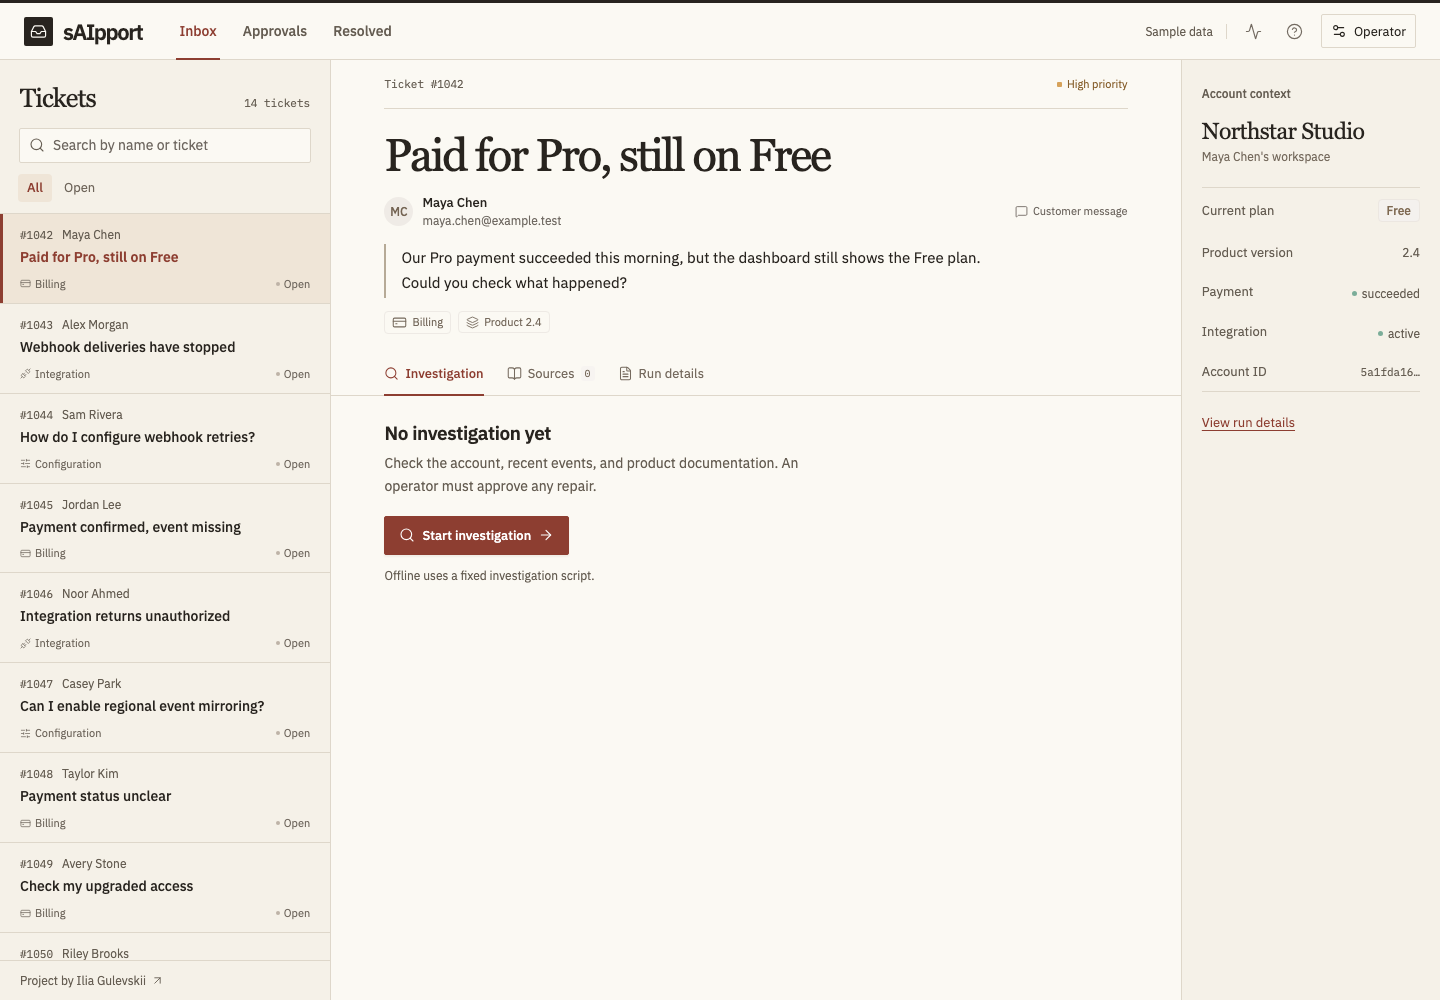 sAIpport
Inbox
Approvals
Resolved
Sample data
Operator
Tickets
14 tickets
Search by name or ticket
All
Open
#1042 Maya Chen
Paid for Pro, still on Free
Billing
Open
#1043 Alex Morgan
Webhook deliveries have stopped
Integration
Open
#1044 Sam Rivera
How do I configure webhook retries?
Configuration
Open
#1045 Jordan Lee
Payment confirmed, event missing
Billing
Open
#1046 Noor Ahmed
Integration returns unauthorized
Integration
Open
#1047 Casey Park
Can I enable regional event mirroring?
Configuration
Open
#1048 Taylor Kim
Payment status unclear
Billing
Open
#1049 Avery Stone
Check my upgraded access
Billing
Open
#1050 Riley Brooks
Project by Ilia Gulevskii
Ticket #1042
High priority
Paid for Pro, still on Free
MC
Maya Chen
maya.chen@example.test
Customer message
Our Pro payment succeeded this morning, but the dashboard still shows the Free plan.
Could you check what happened?
Billing
Product 2.4
Investigation
Sources 0
Run details
No investigation yet
Check the account, recent events, and product documentation. An
operator must approve any repair.
Start investigation
Offline uses a fixed investigation script.
Account context
Northstar Studio
Maya Chen's workspace
Current plan
Free
Product version
2.4
Payment
succeeded
Integration
active
Account ID
5a1fda16…
View run details